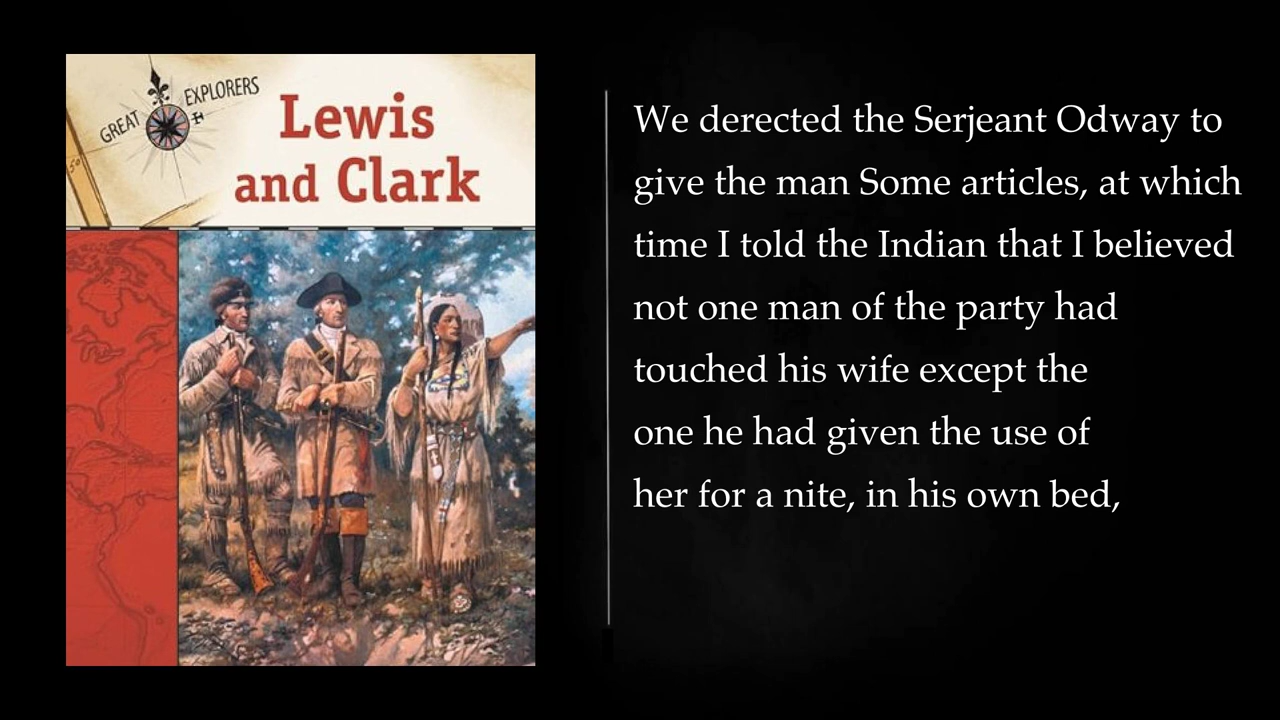 GREAT EXPLORERS
Lewis
and Clark
50
We derected the Serjeant Odway to
give the man Some articles, at which
time I told the Indian that I believed
not one man of the party had
touched his wife except the
one he had given the use of
her for a nite, in his own bed,